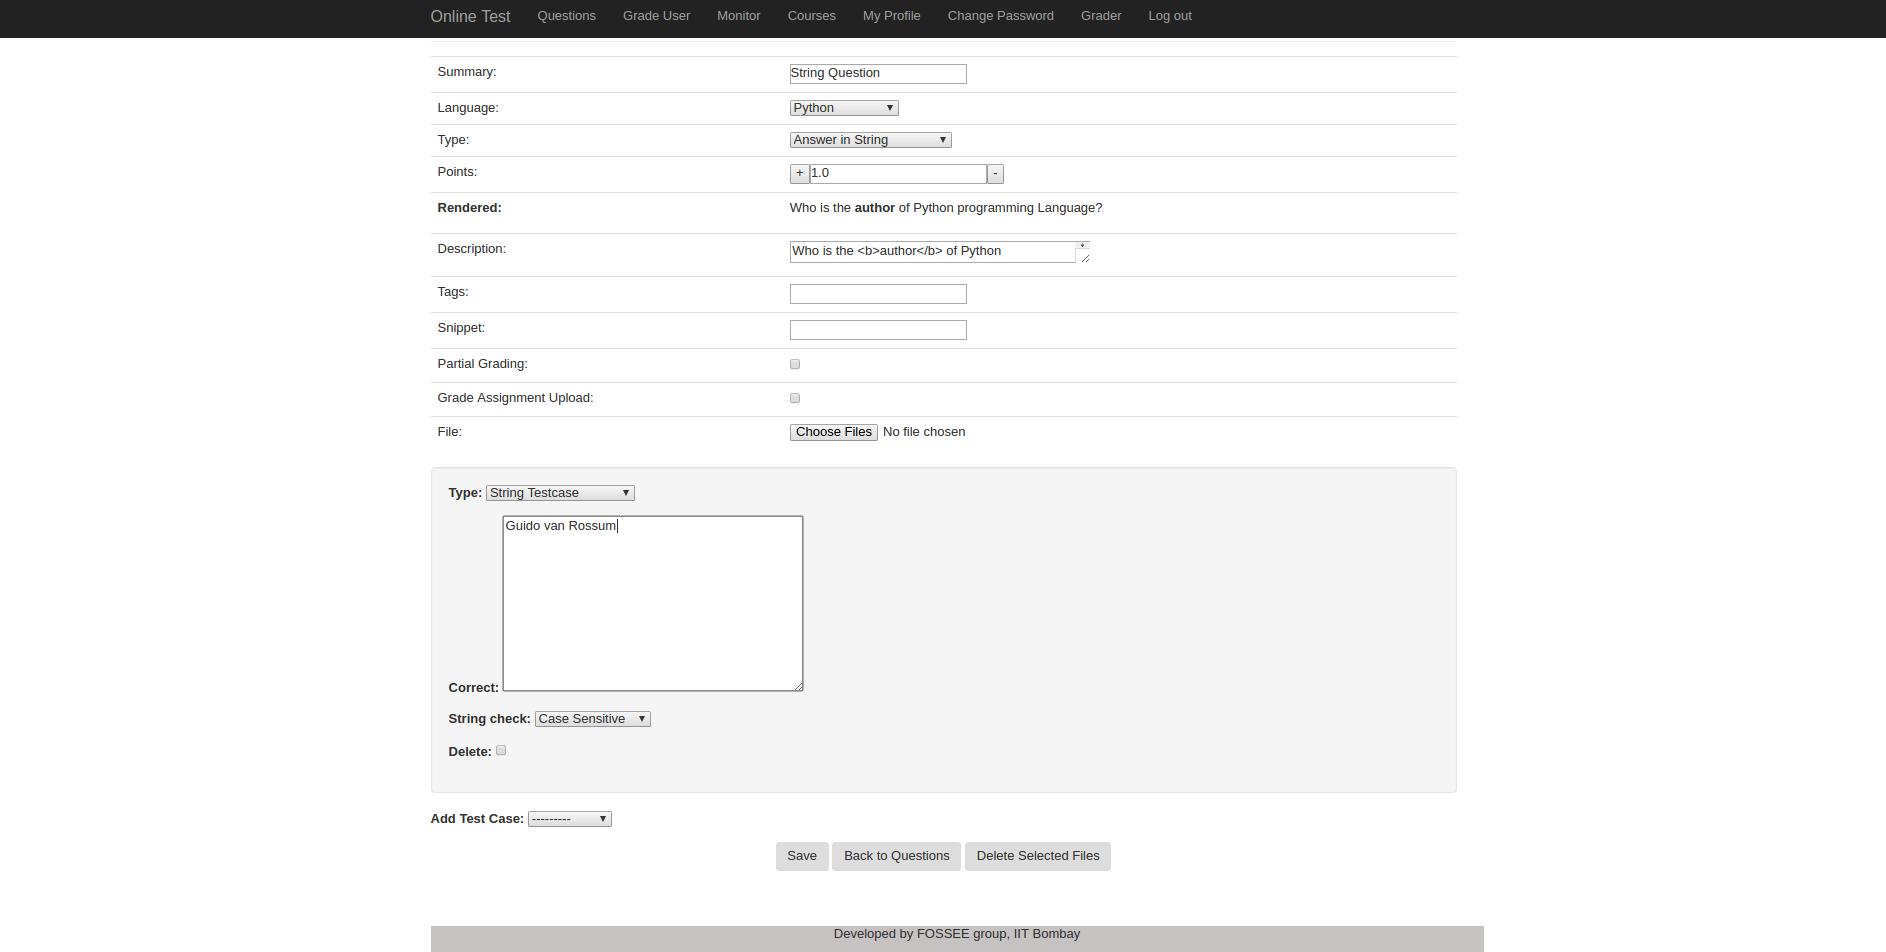 Online Test Questions Grade User Monitor Courses My Profile Change Password Grader Log out
Summary: String Question
Language: Python
Type: Answer in String
Points: + 1.0 -
Rendered: Who is the author of Python programming Language?
Description: Who is the <b>author</b> of Python
Tags:
Snippet:
Partial Grading:
Grade Assignment Upload:
File: Choose Files No file chosen
Type: String Testcase
Guido van Rossum
Correct:
String check: Case Sensitive
Delete:
Add Test Case: ---------
Save Back to Questions Delete Selected Files
Developed by FOSSEE group, IIT Bombay